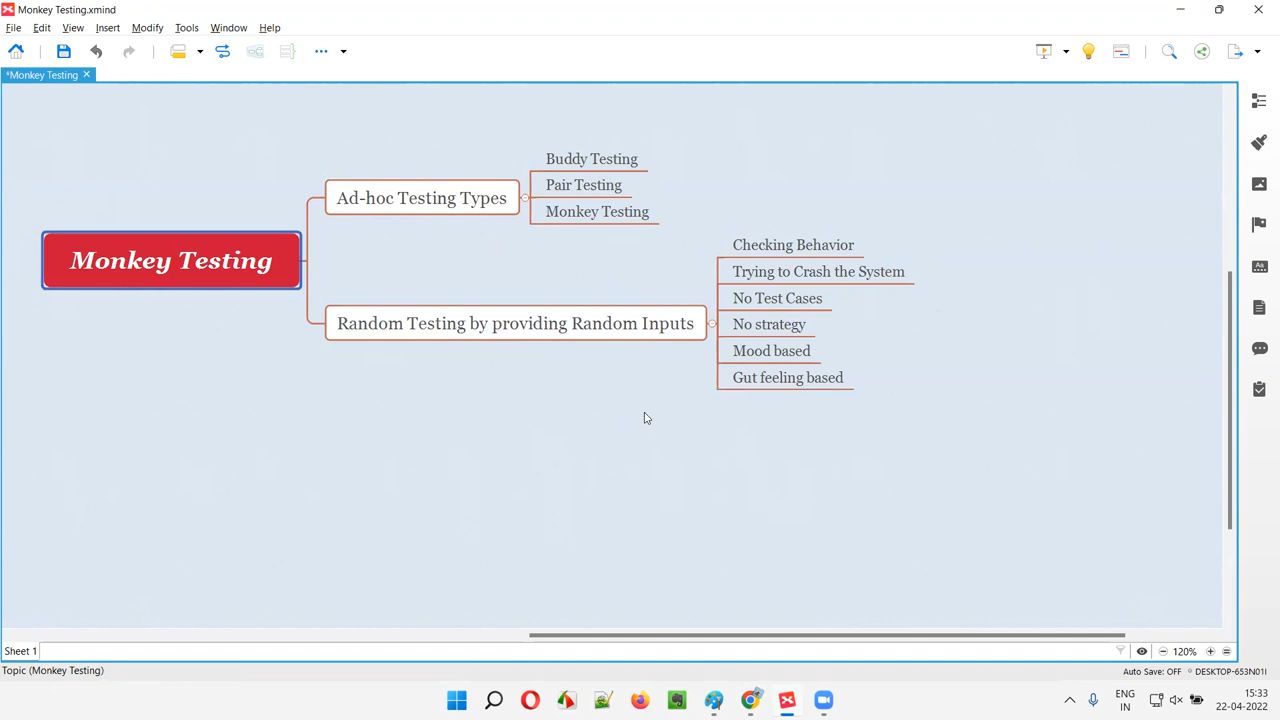 Monkey Testing.xmind
File Edit View Insert Modify Tools Window Help
*Monkey Testing
Buddy Testing
Ad-hoc Testing Types
Pair Testing
Monkey Testing
Monkey Testing
Checking Behavior
Trying to Crash the System
No Test Cases
Random Testing by providing Random Inputs
No strategy
Mood based
Gut feeling based
Sheet 1
120%
Topic (Monkey Testing)
Auto Save: OFF
DESKTOP-653N01I
ENG
IN
15:33
22-04-2022